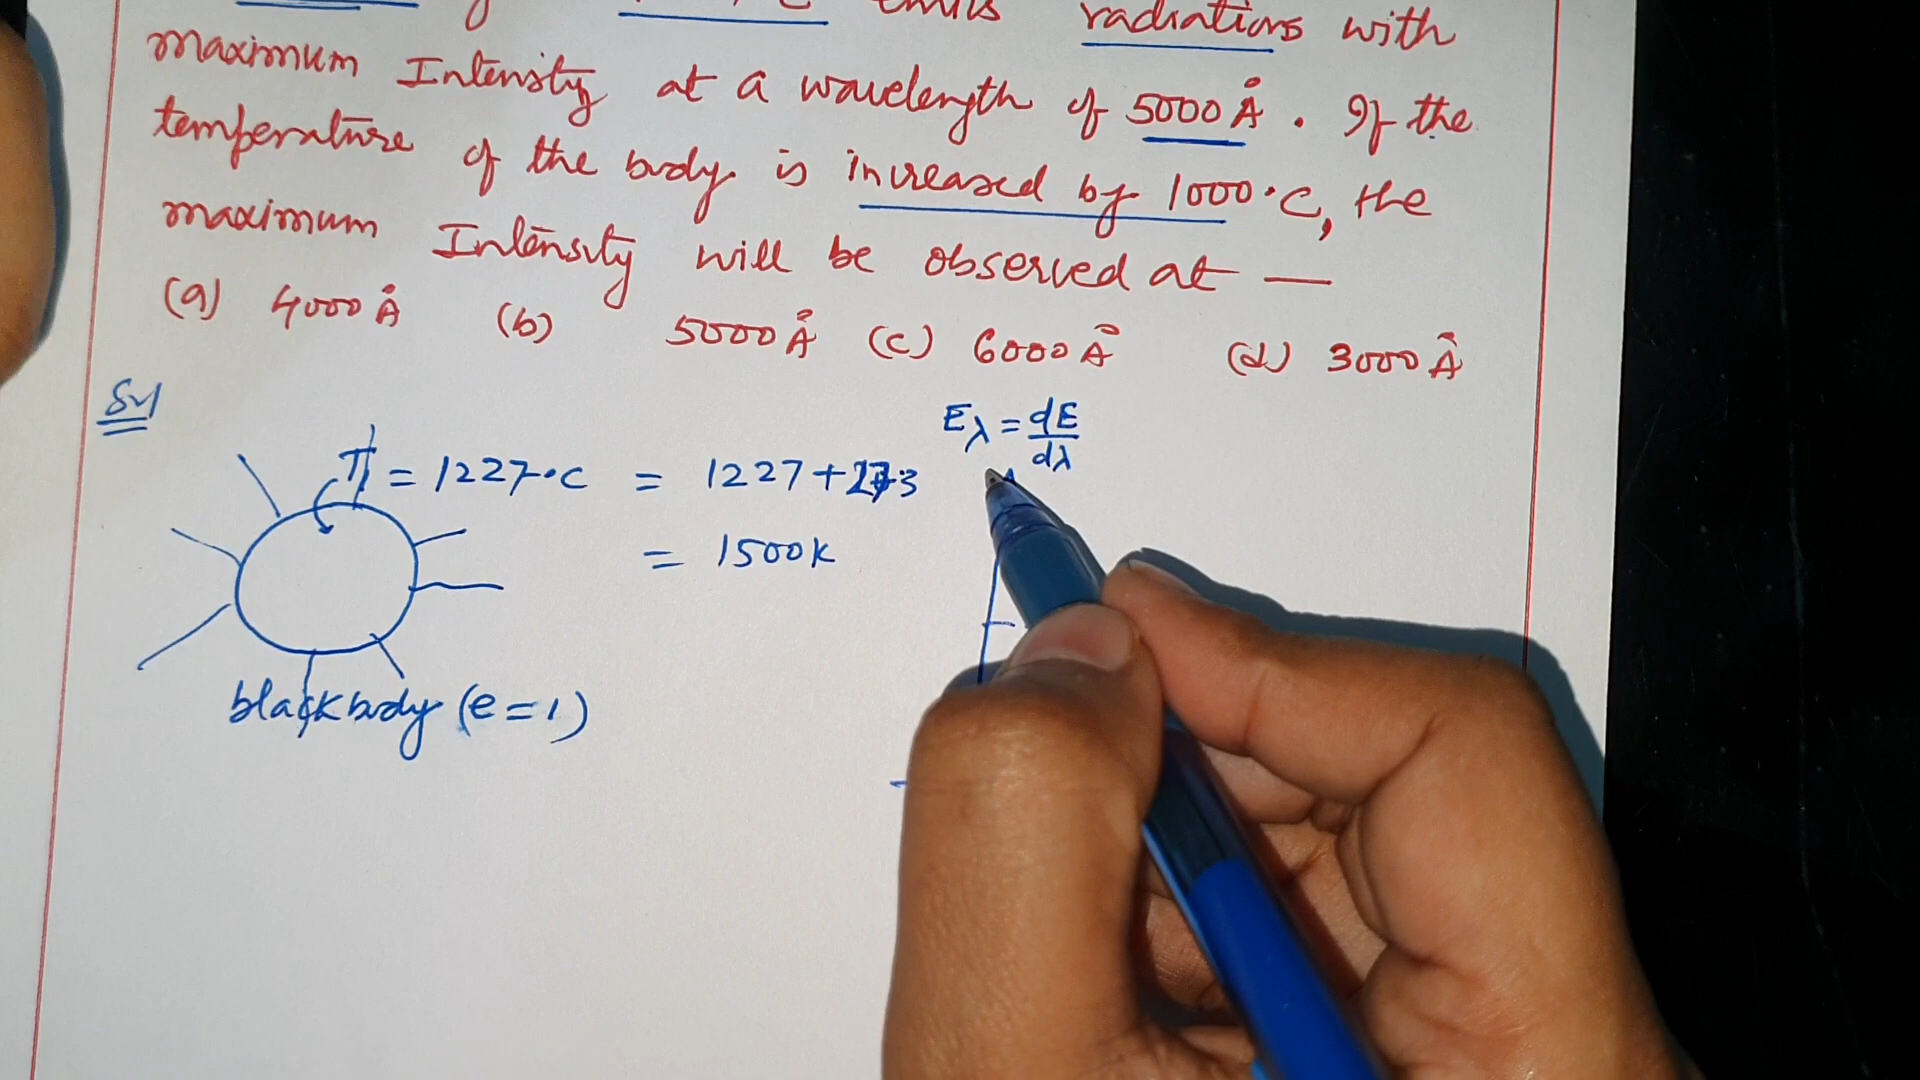 radiations with
maximum Intensity at a wavelength of 5000 Å. If the
temperature of the body is increased by 1000°C, the
maximum Intensity will be observed at —
(a) 4000 Å (b) 5000 Å (c) 6000 Å (d) 3000 Å
Sol
T = 1227°C = 1227 + 273
= 1500K
Eλ = dE/dλ
blackbody (e = 1)